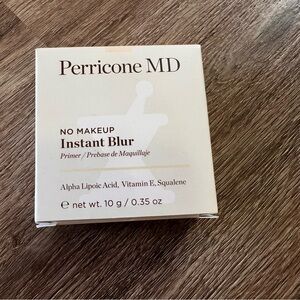 Perricone MD
NO MAKEUP
Instant Blur
Primer / Prebase de Maquillaje
Alpha Lipoic Acid, Vitamin E, Squalene
℮ net wt. 10 g / 0.35 oz